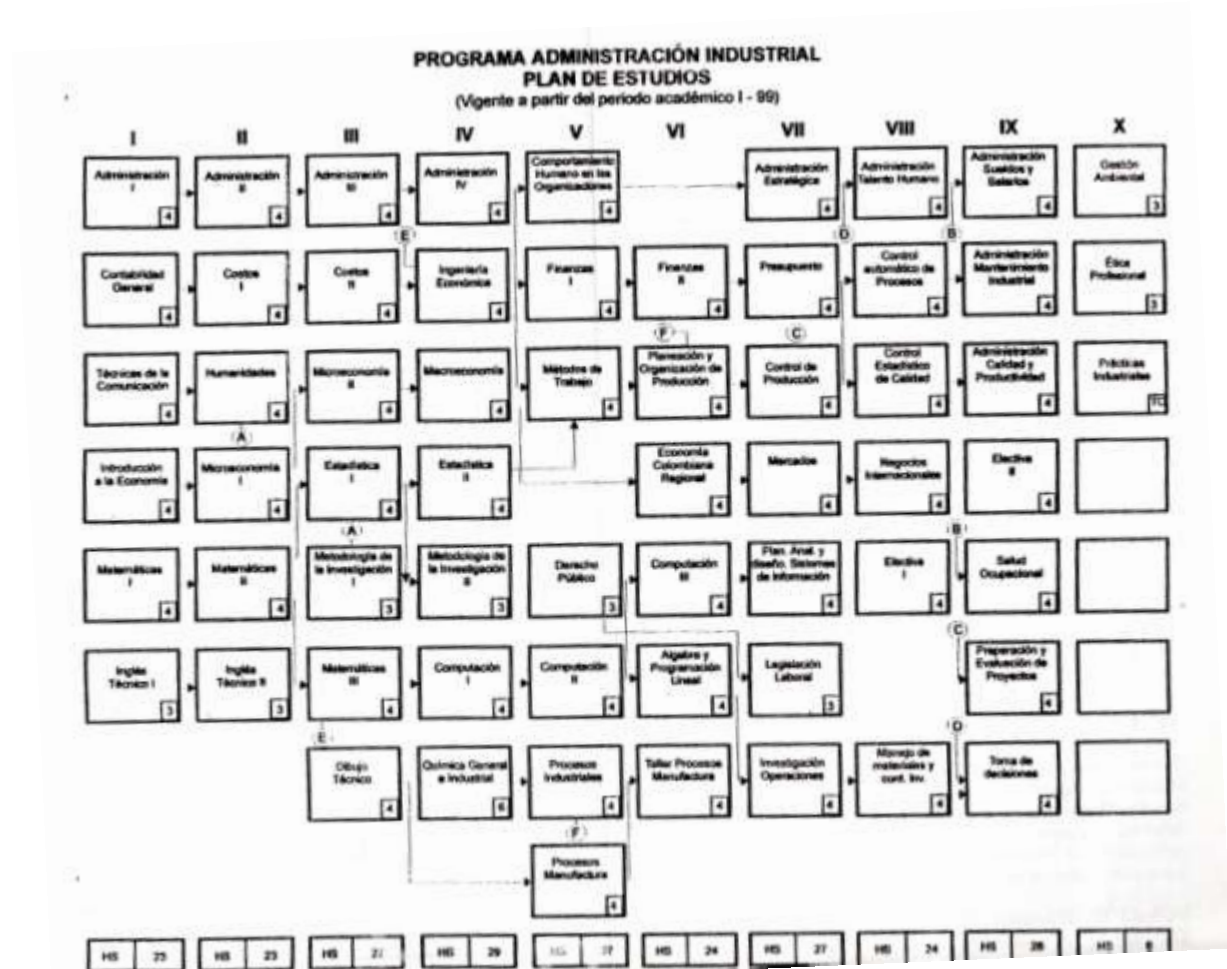 PROGRAMA ADMINISTRACIÓN INDUSTRIAL
PLAN DE ESTUDIOS
(Vigente a partir del periodo académico I - 99)
I II III IV V VI VII VIII IX X
Administración
I
4
Administración
II
4
Administración
III
4
Administración
IV
4
Comportamiento
Humano en las
Organizaciones
4
Administración
Estratégica
4
Administración
Talento Humano
4
Administración
Sueldos y
Salarios
4
Gestión
Ambiental
3
E
D
B
Contabilidad
General
4
Costos
I
4
Costos
II
4
Ingeniería
Económica
4
Finanzas
I
4
Finanzas
II
4
Presupuesto
4
Control
automático de
Procesos
4
Administración
Mantenimiento
Industrial
4
Ética
Profesional
3
F
C
Técnicas de la
Comunicación
4
Humanidades
4
Microeconomía
II
4
Macroeconomía
4
Métodos de
Trabajo
4
Planeación y
Organización de
Producción
4
Control de
Producción
4
Control
Estadístico
de Calidad
4
Administración
Calidad y
Productividad
4
Prácticas
Industriales
A
Introducción
a la Economía
4
Microeconomía
I
4
Estadística
I
4
Estadística
II
4
Economía
Colombiana
Regional
4
Mercados
4
Negocios
Internacionales
4
Electiva
II
4
A
B
Matemáticas
I
4
Matemáticas
II
4
Metodología de
la Investigación
I
3
Metodología de
la Investigación
II
3
Derecho
Público
3
Computación
III
4
Plan. Anal. y
diseño. Sistemas
de Información
4
Electiva
I
4
Salud
Ocupacional
4
C
Inglés
Técnico I
3
Inglés
Técnico II
3
Matemáticas
III
4
Computación
I
4
Computación
II
4
Algebra y
Programación
Lineal
4
Legislación
Laboral
3
Preparación y
Evaluación de
Proyectos
4
E
D
Dibujo
Técnico
4
Química General
e Industrial
6
Procesos
Industriales
4
Taller Procesos
Manufactura
4
Investigación
Operaciones
4
Manejo de
materiales y
cont. Inv.
4
Toma de
decisiones
4
F
Procesos
Manufactura
4
HS 23 HS 23 HS HS 29 HS HS 24 HS 27 HS 24 HS 28 HS 6